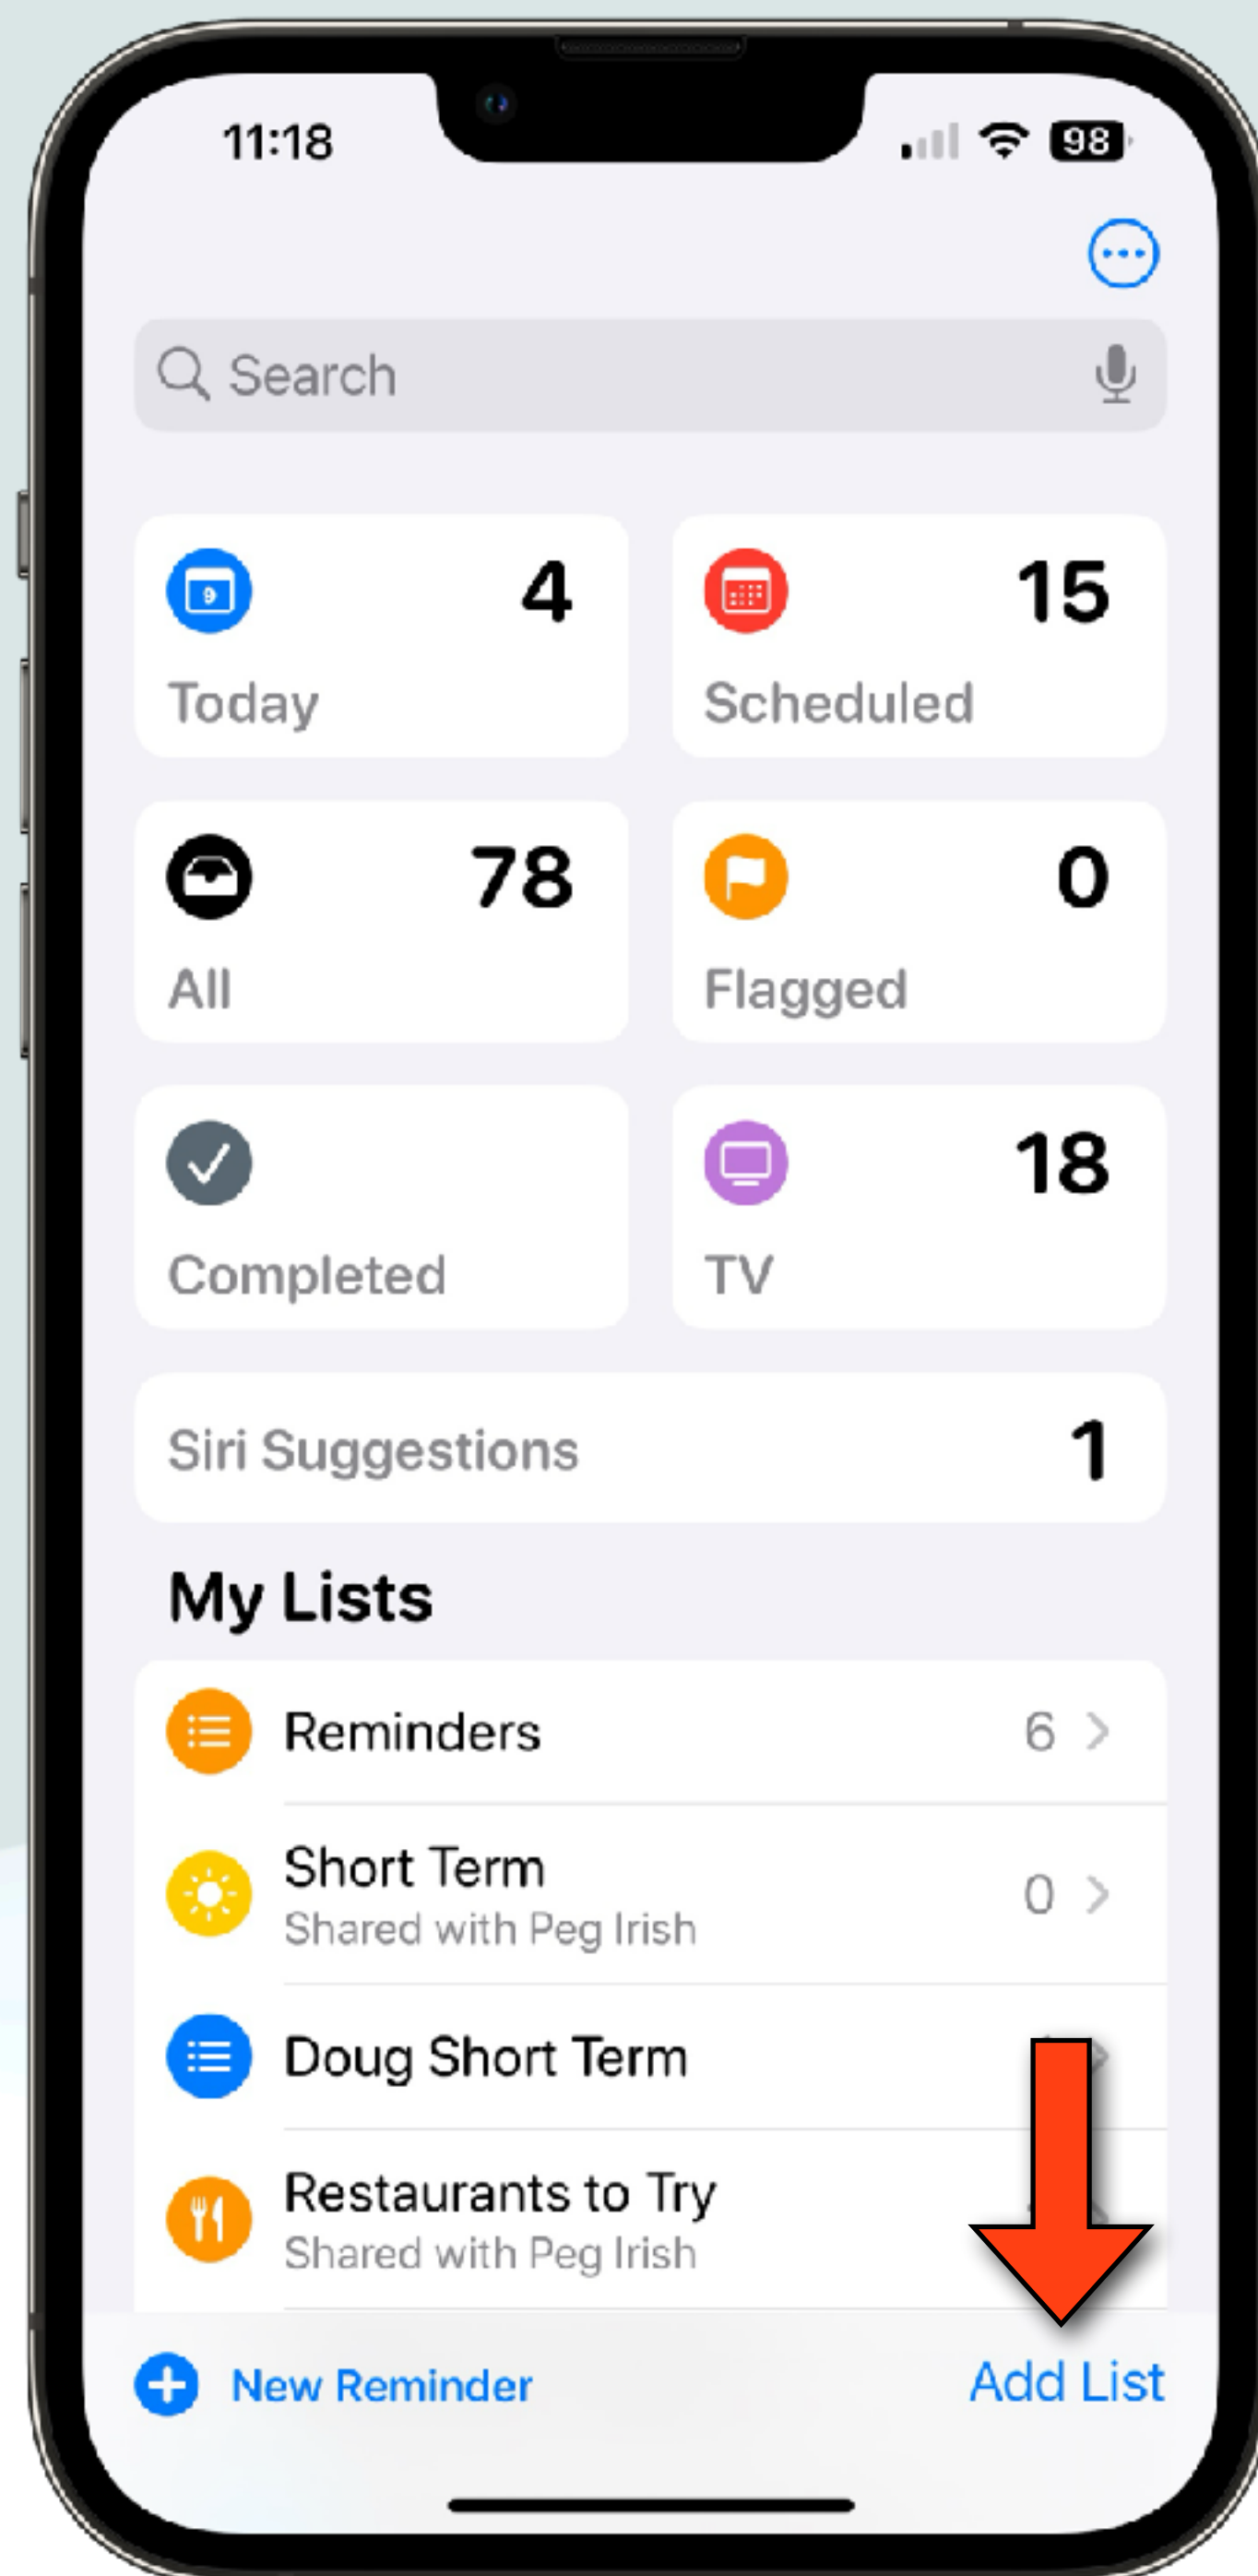 11:18
98
Search
9
4
15
Today
Scheduled
78
0
All
Flagged
18
Completed
TV
Siri Suggestions
1
My Lists
Reminders
6
Short Term
0
Shared with Peg Irish
Doug Short Term
Restaurants to Try
Shared with Peg Irish
New Reminder
Add List